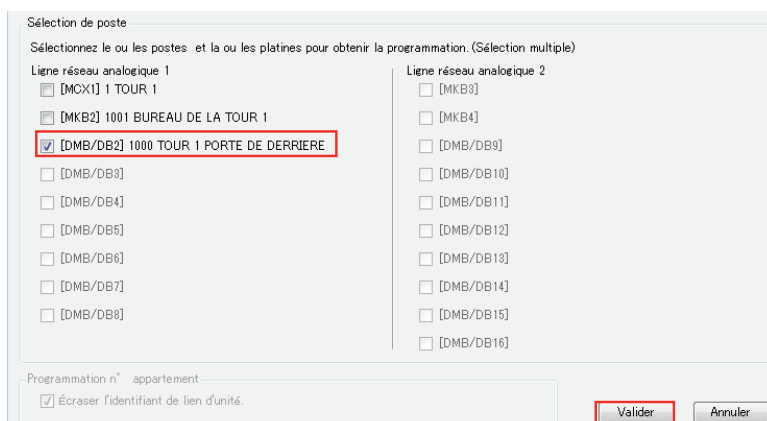 Sélection de poste
Sélectionnez le ou les postes et la ou les platines pour obtenir la programmation. (Sélection multiple)
Ligne réseau analogique 1
[MCX1] 1 TOUR 1
[MKB2] 1001 BUREAU DE LA TOUR 1
[DMB/DB2] 1000 TOUR 1 PORTE DE DERRIERE
[DMB/DB3]
[DMB/DB4]
[DMB/DB5]
[DMB/DB6]
[DMB/DB7]
[DMB/DB8]
Ligne réseau analogique 2
[MKB3]
[MKB4]
[DMB/DB9]
[DMB/DB10]
[DMB/DB11]
[DMB/DB12]
[DMB/DB13]
[DMB/DB14]
[DMB/DB15]
[DMB/DB16]
Programmation n° appartement
Écraser l'identifiant de lien d'unité.
Valider
Annuler